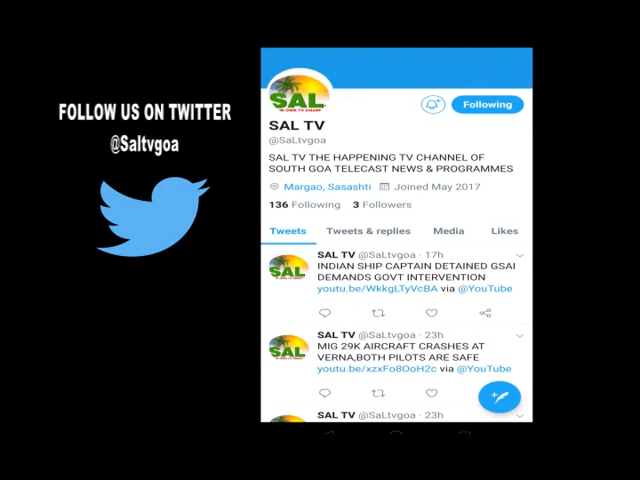 FOLLOW US ON TWITTER
@Saltvgoa
SAL
SAL TV
@SaLtvgoa
Following
SAL TV THE HAPPENING TV CHANNEL OF
SOUTH GOA TELECAST NEWS & PROGRAMMES
Margao, Sasashti Joined May 2017
136 Following 3 Followers
Tweets Tweets & replies Media Likes
SAL
SAL TV @SaLtvgoa · 17h
INDIAN SHIP CAPTAIN DETAINED GSAI
DEMANDS GOVT INTERVENTION
youtu.be/WkkgLTyVcBA via @YouTube
SAL
SAL TV @SaLtvgoa · 23h
MIG 29K AIRCRAFT CRASHES AT
VERNA,BOTH PILOTS ARE SAFE
youtu.be/xzxFo8OoH2c via @YouTube
SAL TV @SaLtvgoa · 23h